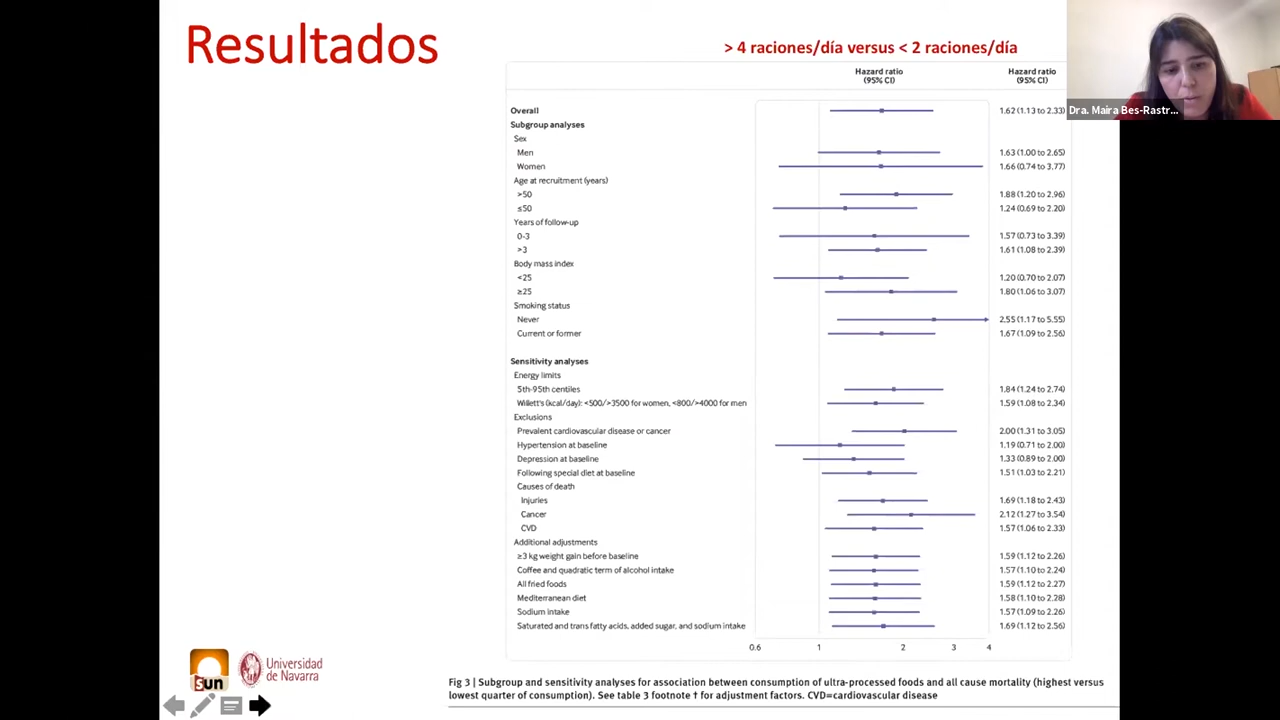 Resultados
> 4 raciones/día versus < 2 raciones/día
Dra. Maira Bes-Rastr...
Hazard ratio (95% CI)
Hazard ratio (95% CI)
Overall 1.62 (1.13 to 2.33)
Subgroup analyses
Sex
Men 1.63 (1.00 to 2.65)
Women 1.66 (0.74 to 3.77)
Age at recruitment (years)
>50 1.88 (1.20 to 2.96)
≤50 1.24 (0.69 to 2.20)
Years of follow-up
0-3 1.57 (0.73 to 3.39)
>3 1.61 (1.08 to 2.39)
Body mass index
<25 1.20 (0.70 to 2.07)
≥25 1.80 (1.06 to 3.07)
Smoking status
Never 2.55 (1.17 to 5.55)
Current or former 1.67 (1.09 to 2.56)
Sensitivity analyses
Energy limits
5th-95th centiles 1.84 (1.24 to 2.74)
Willett's (kcal/day): <500/>3500 for women, <800/>4000 for men 1.59 (1.08 to 2.34)
Exclusions
Prevalent cardiovascular disease or cancer 2.00 (1.31 to 3.05)
Hypertension at baseline 1.19 (0.71 to 2.00)
Depression at baseline 1.33 (0.89 to 2.00)
Following special diet at baseline 1.51 (1.03 to 2.21)
Causes of death
Injuries 1.69 (1.18 to 2.43)
Cancer 2.12 (1.27 to 3.54)
CVD 1.57 (1.06 to 2.33)
Additional adjustments
≥3 kg weight gain before baseline 1.59 (1.12 to 2.26)
Coffee and quadratic term of alcohol intake 1.57 (1.10 to 2.24)
All fried foods 1.59 (1.12 to 2.27)
Mediterranean diet 1.58 (1.10 to 2.28)
Sodium intake 1.57 (1.09 to 2.26)
Saturated and trans fatty acids, added sugar, and sodium intake 1.69 (1.12 to 2.56)
0.6 1 2 3 4
Fig 3 | Subgroup and sensitivity analyses for association between consumption of ultra-processed foods and all cause mortality (highest versus
lowest quarter of consumption). See table 3 footnote † for adjustment factors. CVD=cardiovascular disease
sun
Universidad
de Navarra